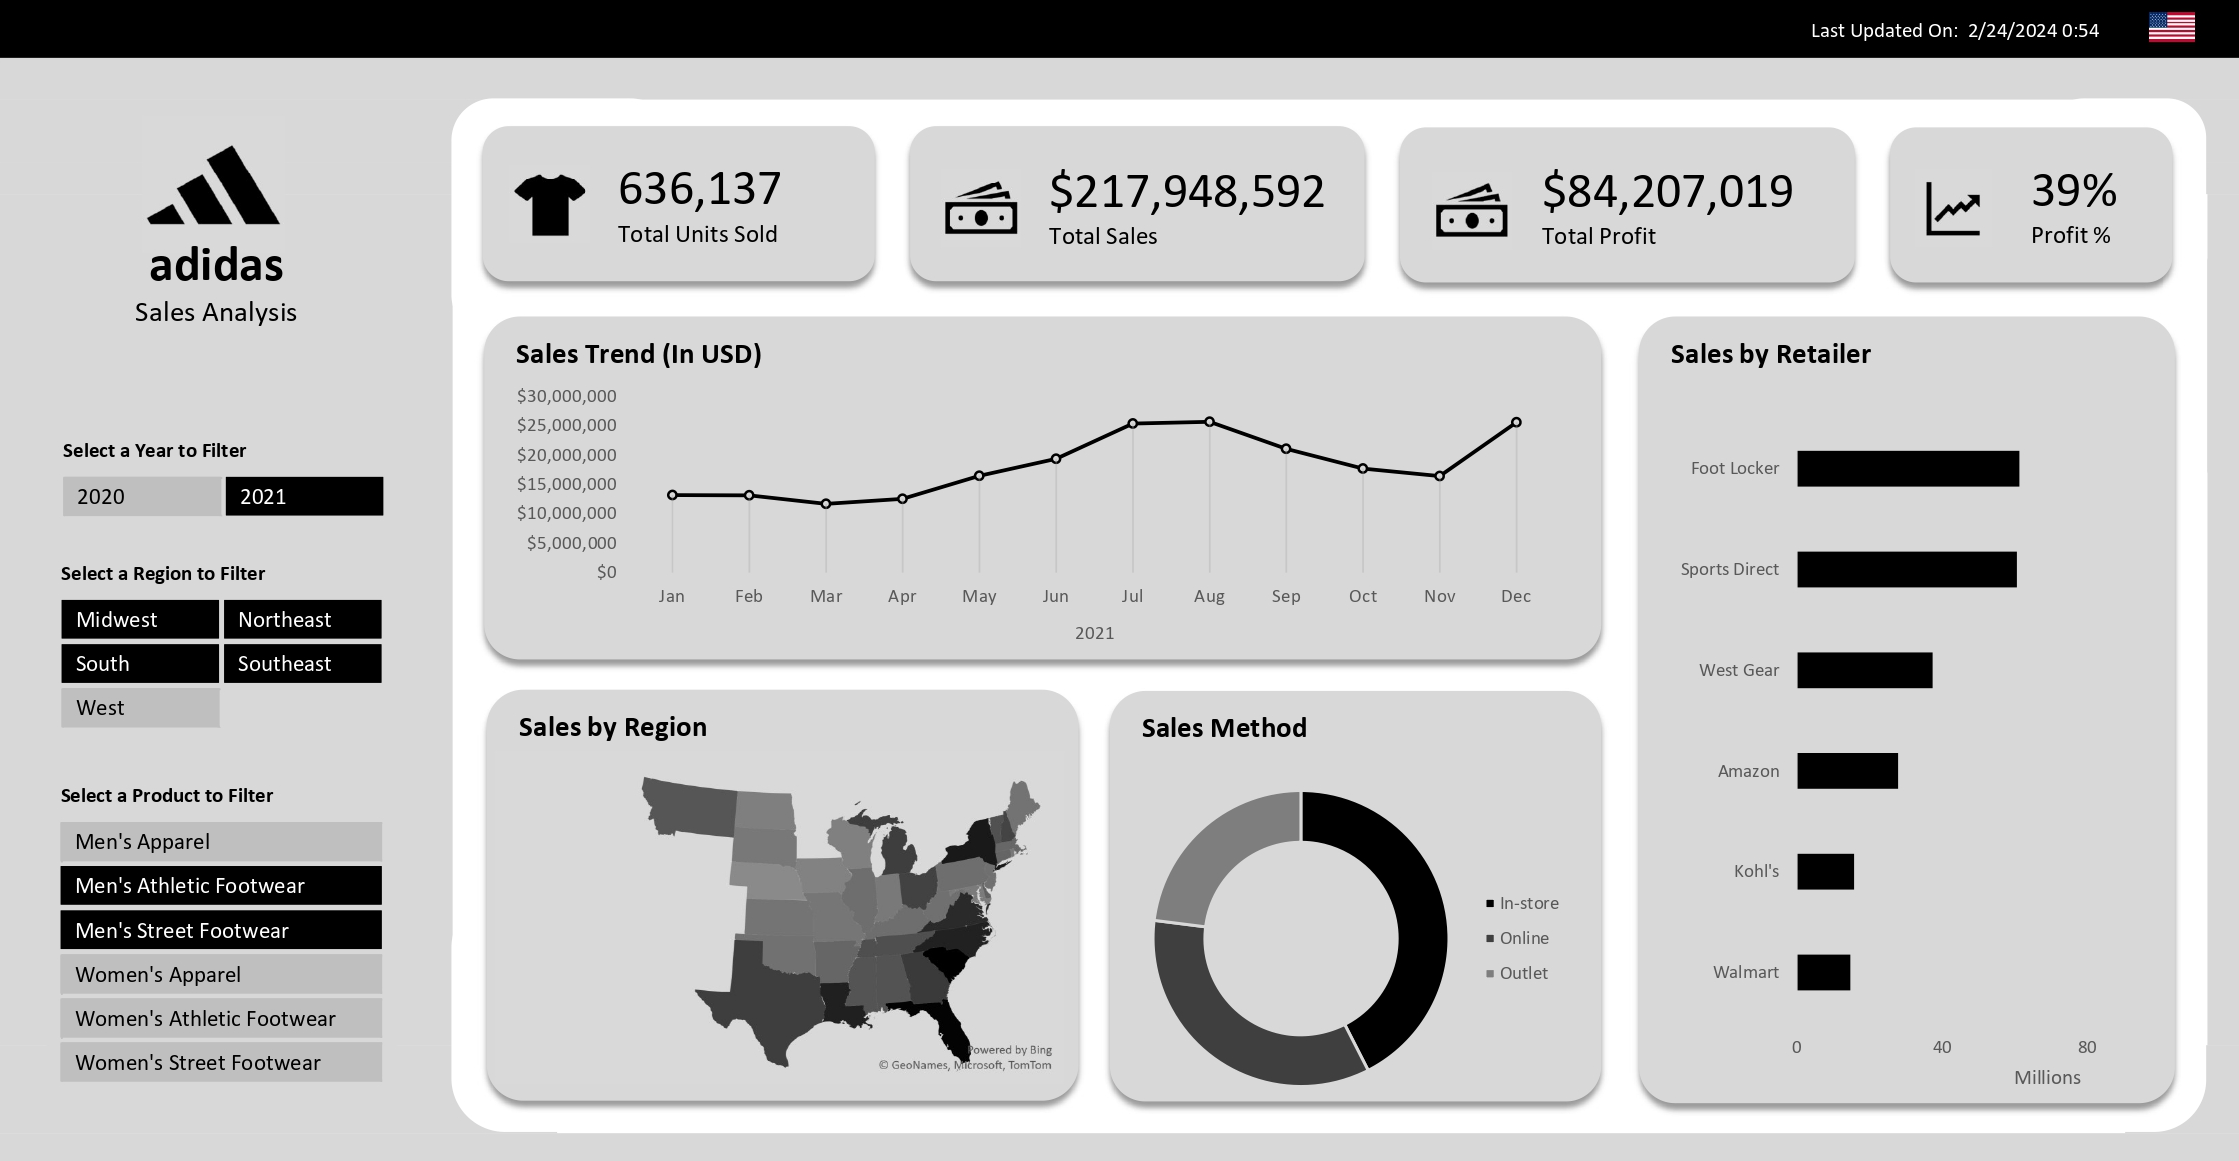 Last Updated On: 2/24/2024 0:54
adidas
Sales Analysis
Select a Year to Filter
2020 2021
Select a Region to Filter
Midwest Northeast
South Southeast
West
Select a Product to Filter
Men's Apparel
Men's Athletic Footwear
Men's Street Footwear
Women's Apparel
Women's Athletic Footwear
Women's Street Footwear
636,137
Total Units Sold
$217,948,592
Total Sales
$84,207,019
Total Profit
39%
Profit %
Sales Trend (In USD)
$30,000,000
$25,000,000
$20,000,000
$15,000,000
$10,000,000
$5,000,000
$0
Jan Feb Mar Apr May Jun Jul Aug Sep Oct Nov Dec
2021
Sales by Region
Powered by Bing
© GeoNames, Microsoft, TomTom
Sales Method
In-store
Online
Outlet
Sales by Retailer
Foot Locker
Sports Direct
West Gear
Amazon
Kohl's
Walmart
0 40 80
Millions